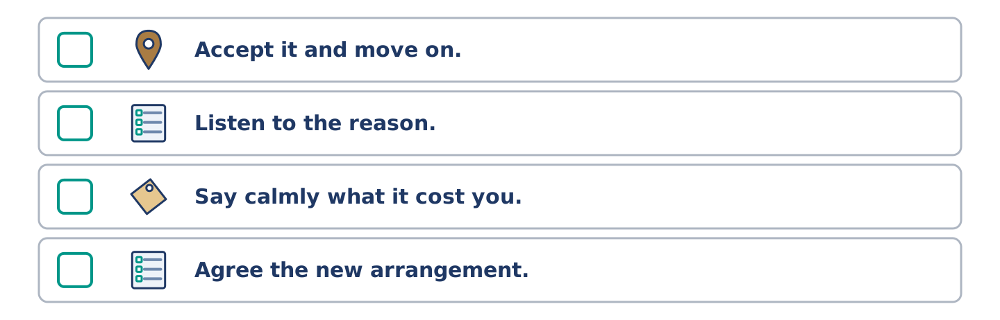 Accept it and move on.
Listen to the reason.
Say calmly what it cost you.
Agree the new arrangement.